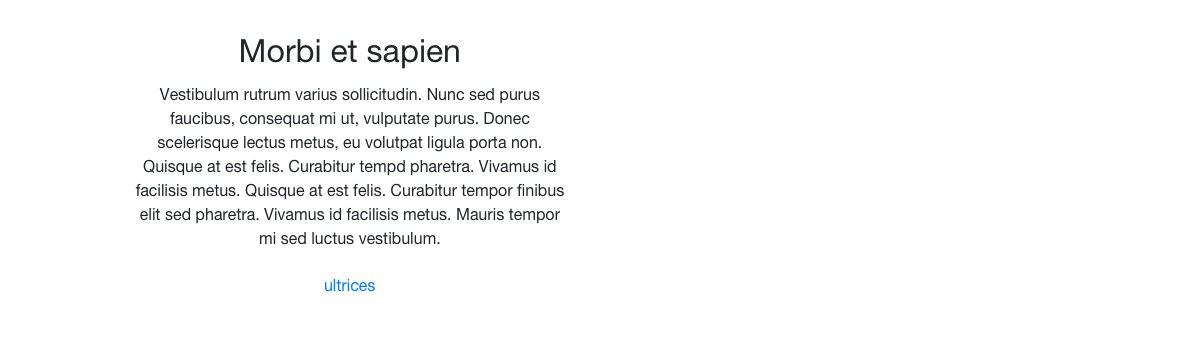 Morbi et sapien
Vestibulum rutrum varius sollicitudin. Nunc sed purus
faucibus, consequat mi ut, vulputate purus. Donec
scelerisque lectus metus, eu volutpat ligula porta non.
Quisque at est felis. Curabitur tempd pharetra. Vivamus id
facilisis metus. Quisque at est felis. Curabitur tempor finibus
elit sed pharetra. Vivamus id facilisis metus. Mauris tempor
mi sed luctus vestibulum.
ultrices